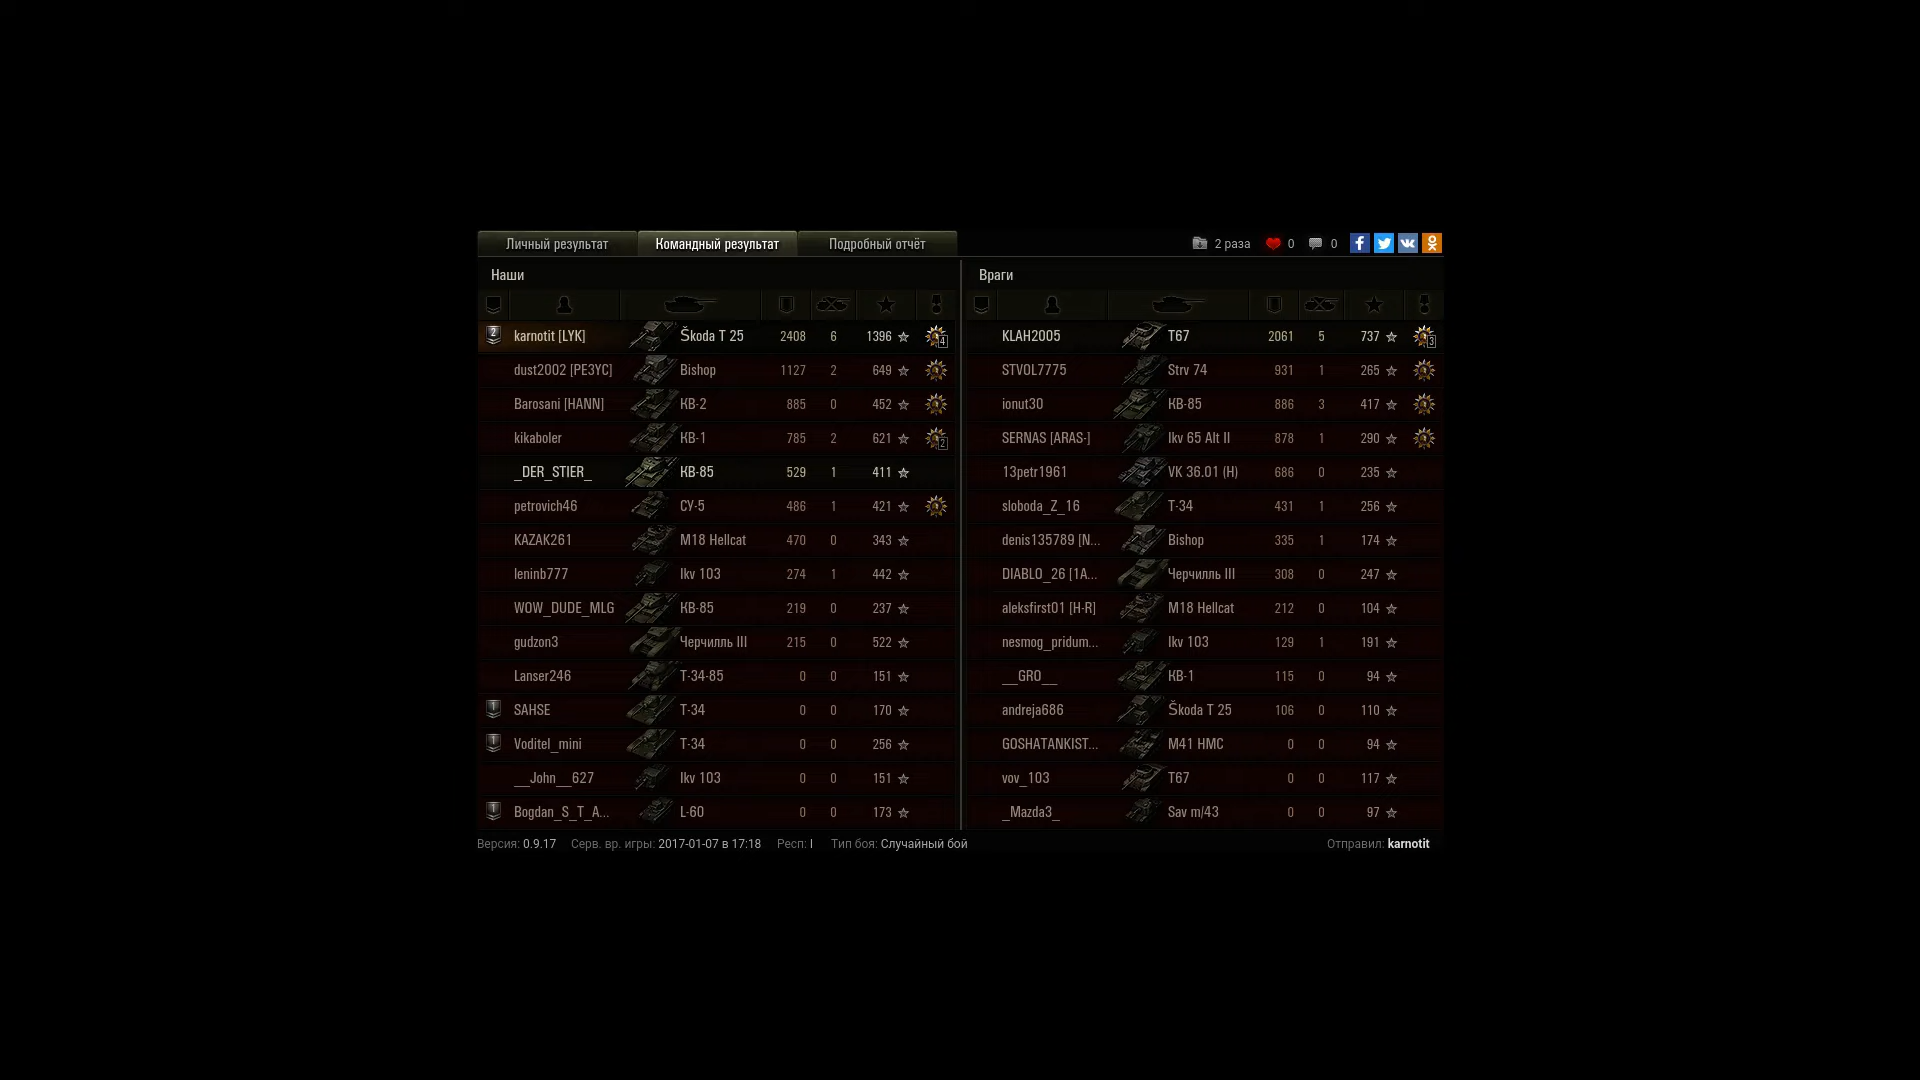 Личный результат Командный результат Подробный отчёт 2 раза 0 0
Наши Враги
2 karnotit [LYK] Škoda T 25 2408 6 1396 4 KLAH2005 T67 2061 5 737 3
dust2002 [PE3YC] Bishop 1127 2 649 STVOL7775 Strv 74 931 1 265
Barosani [HANN] КВ-2 885 0 452 ionut30 КВ-85 886 3 417
kikaboler КВ-1 785 2 621 2 SERNAS [ARAS-] Ikv 65 Alt II 878 1 290
_DER_STIER_ КВ-85 529 1 411 13petr1961 VK 36.01 (H) 686 0 235
petrovich46 СУ-5 486 1 421 sloboda_Z_16 Т-34 431 1 256
KAZAK261 M18 Hellcat 470 0 343 denis135789 [N... Bishop 335 1 174
leninb777 Ikv 103 274 1 442 DIABLO_26 [1A... Черчилль III 308 0 247
WOW_DUDE_MLG КВ-85 219 0 237 aleksfirst01 [H-R] M18 Hellcat 212 0 104
gudzon3 Черчилль III 215 0 522 nesmog_pridum... Ikv 103 129 1 191
Lanser246 Т-34-85 0 0 151 __GRO__ КВ-1 115 0 94
1 SAHSE Т-34 0 0 170 andreja686 Škoda T 25 106 0 110
1 Voditel_mini Т-34 0 0 256 GOSHATANKIST... M41 HMC 0 0 94
__John__627 Ikv 103 0 0 151 vov_103 T67 0 0 117
1 Bogdan_S_T_A... L-60 0 0 173 _Mazda3_ Sav m/43 0 0 97
Версия: 0.9.17 Серв. вр. игры: 2017-01-07 в 17:18 Респ: I Тип боя: Случайный бой Отправил: karnotit